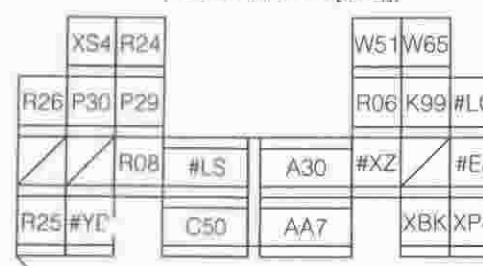 XS4 R24 W51 W65
R26 P30 P29 R06 K99
R08 #LS A30 #XZ
R25 C50 AA7 XBK